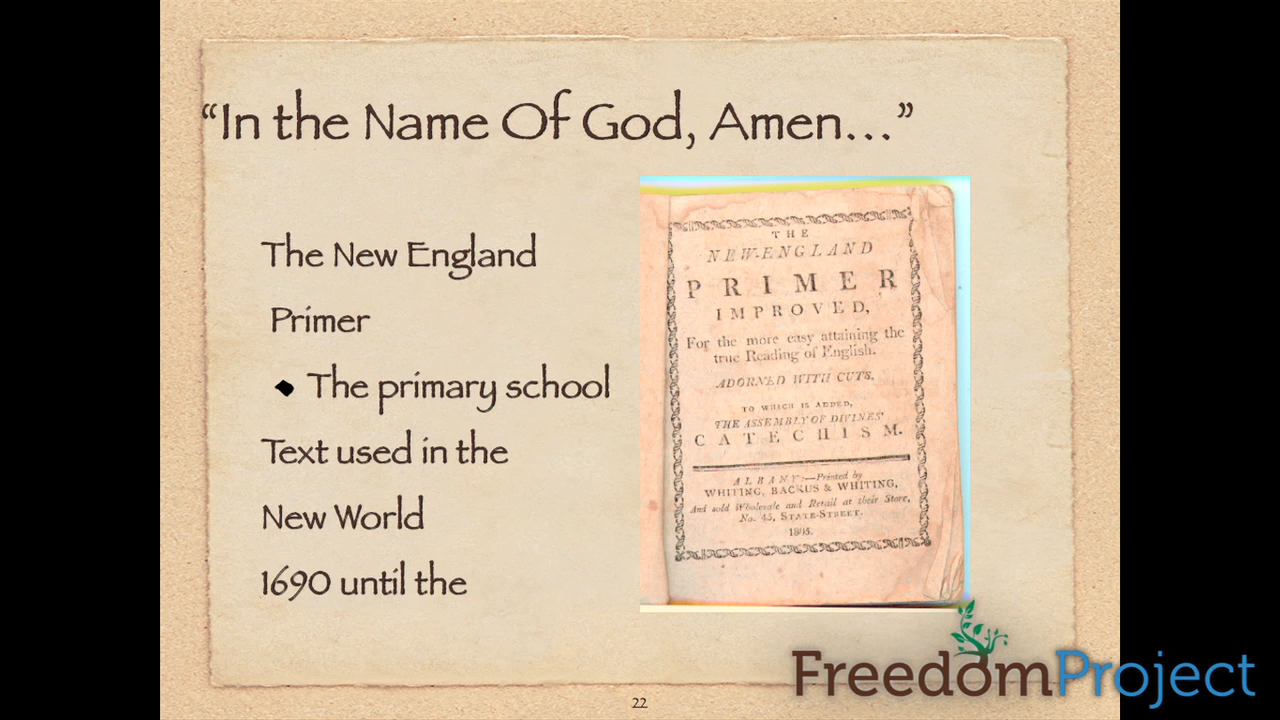 “In the Name Of God, Amen…”
The New England
Primer
◆ The primary school
Text used in the
New World
1690 until the
THE
NEW-ENGLAND
PRIMER
IMPROVED,
For the more easy attaining the
true Reading of English.
ADORNED WITH CUTS.
TO WHICH IS ADDED,
THE ASSEMBLY OF DIVINES'
CATECHISM.
ALBANY:—Printed by
WHITING, BACKUS & WHITING,
And sold Wholesale and Retail at their Store,
No. 45, STATE-STREET.
1805.
FreedomProject
22